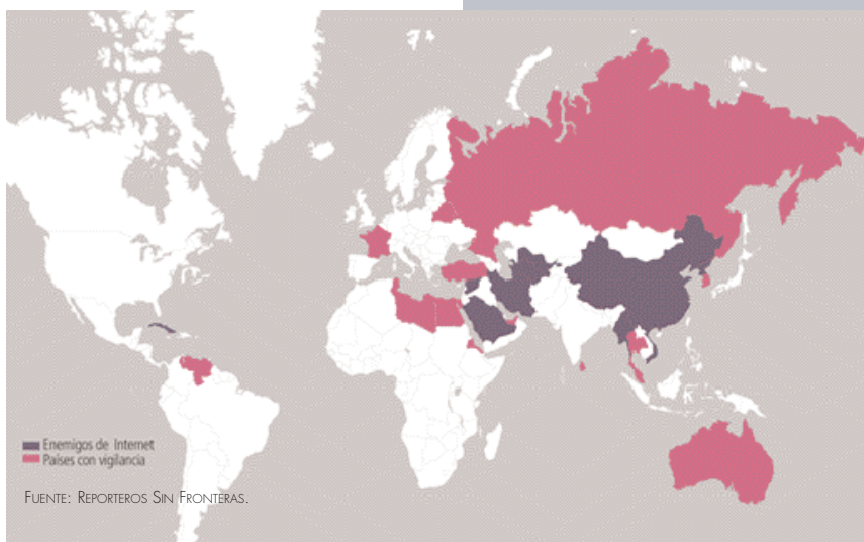 Enemigos de Internet
Países con vigilancia
FUENTE: REPORTEROS SIN FRONTERAS.